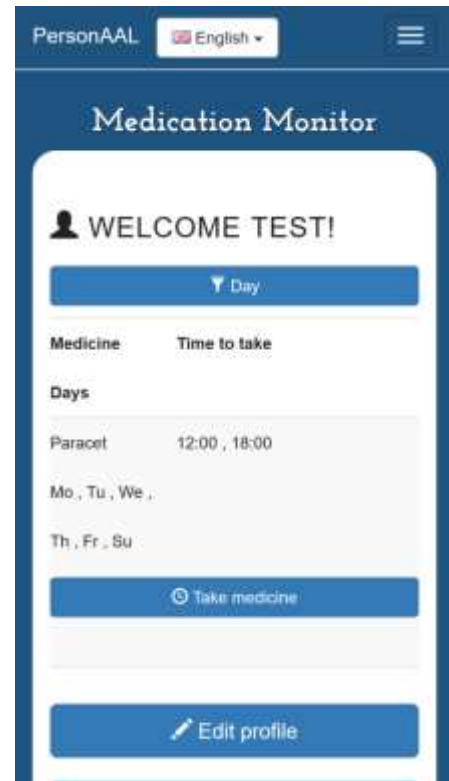 PersonAAL English
Medication Monitor
WELCOME TEST!
Day
Medicine Time to take
Days
Paracet 12:00 , 18:00
Mo , Tu , We ,
Th , Fr , Su
Take medicine
Edit profile